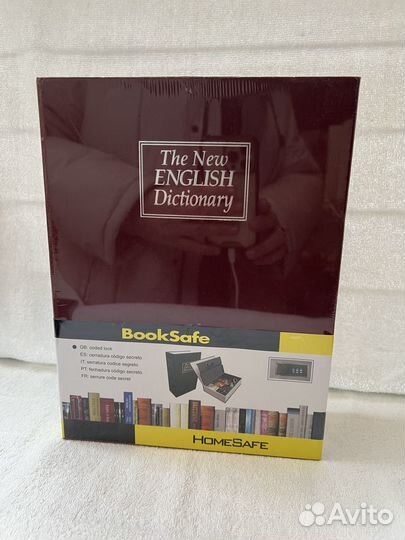 The New
ENGLISH
Dictionary
BookSafe
GB: coded lock
ES: cerradura código secreto
IT: serratura codice segreto
PT: fechadura código secreto
FR: serrure code secret
HOMESAFE
Avito